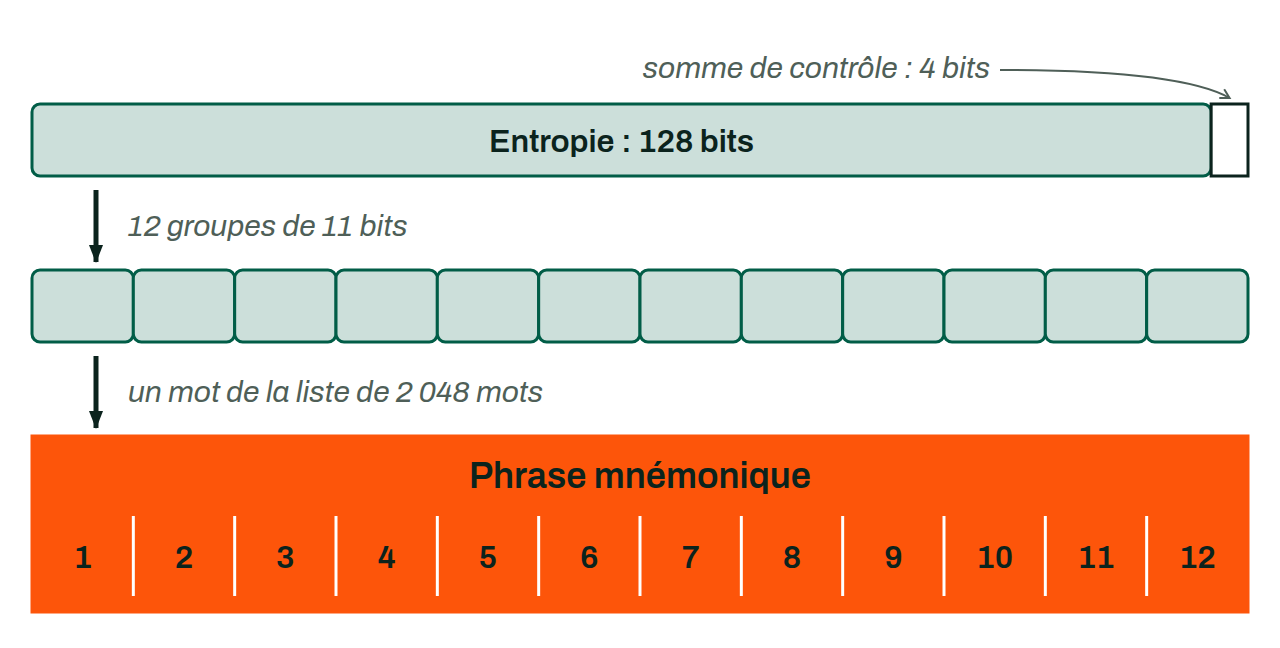 somme de contrôle : 4 bits
Entropie : 128 bits
12 groupes de 11 bits
un mot de la liste de 2 048 mots
Phrase mnémonique
1 2 3 4 5 6 7 8 9 10 11 12